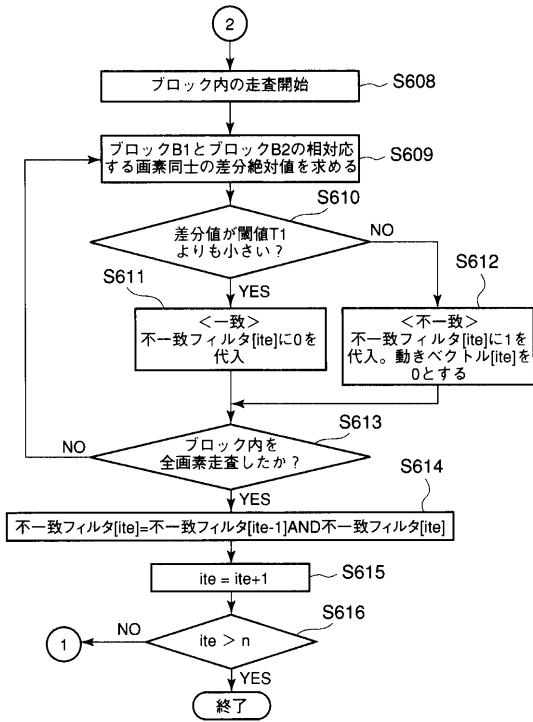 2
ブロック内の走査開始
S608
ブロックB1とブロックB2の相対応
する画素同士の差分絶対値を求める
S609
S610
差分値が閾値T1
よりも小さい？
NO
S611
YES
S612
＜一致＞
不一致フィルタ[ite]に0を
代入
＜不一致＞
不一致フィルタ[ite]に1を
代入。動きベクトル[ite]を
0とする
S613
NO
ブロック内を
全画素走査したか？
YES
S614
不一致フィルタ[ite]=不一致フィルタ[ite-1]AND不一致フィルタ[ite]
ite = ite+1
S615
S616
1
NO
ite > n
YES
終了